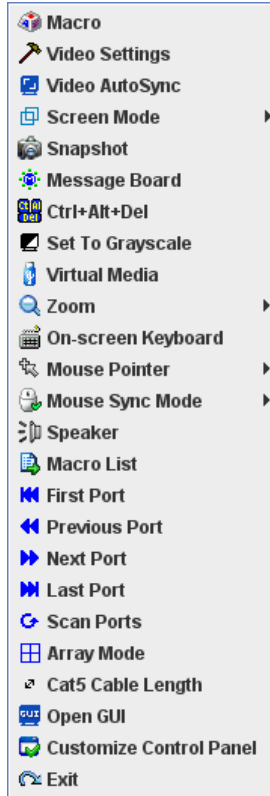 Macro
Video Settings
Video AutoSync
Screen Mode
Snapshot
Message Board
Ctrl+Alt+Del
Set To Grayscale
Virtual Media
Zoom
On-screen Keyboard
Mouse Pointer
Mouse Sync Mode
Speaker
Macro List
First Port
Previous Port
Next Port
Last Port
Scan Ports
Array Mode
Cat5 Cable Length
GUI Open GUI
Customize Control Panel
Exit